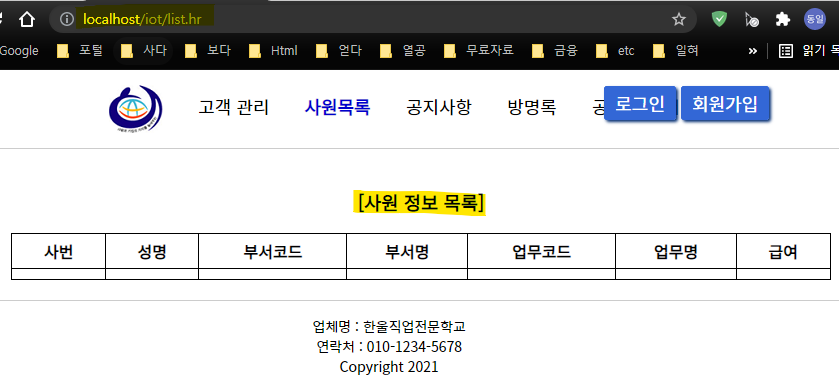 localhost/iot/list.hr
동일
Google 포털 사다 보다 Html 얻다 열공 무료자료 금융 etc 일혀 » 읽기 목
고객 관리 사원목록 공지사항 방명록 공 로그인 회원가입
[사원 정보 목록]
사번 성명 부서코드 부서명 업무코드 업무명 급여
업체명 : 한울직업전문학교
연락처 : 010-1234-5678
Copyright 2021